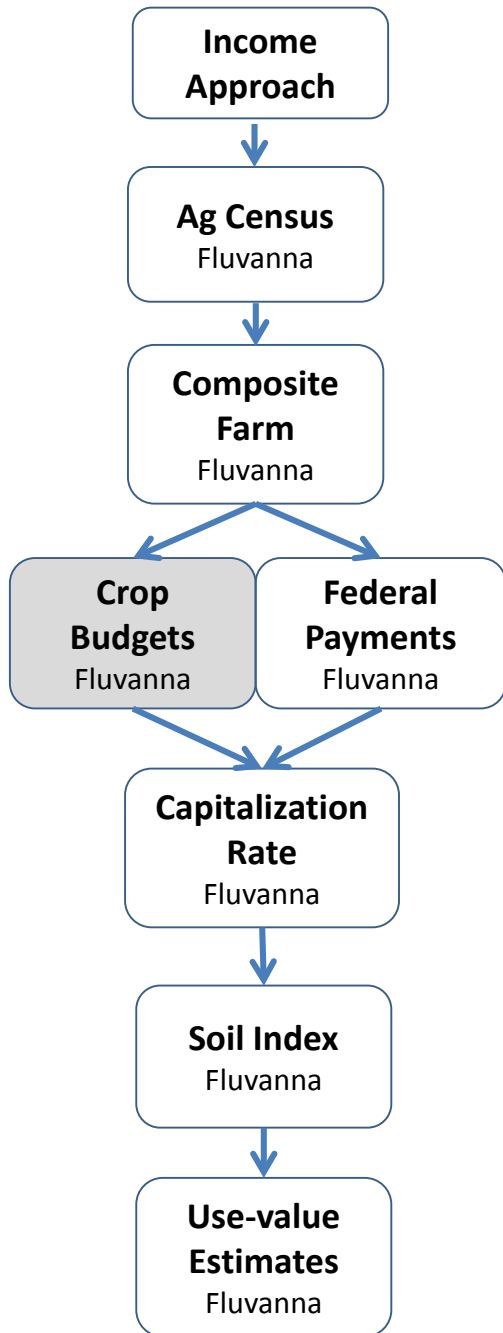 Income
Approach
Ag Census
Fluvanna
Composite
Farm
Fluvanna
Crop
Budgets
Fluvanna
Federal
Payments
Fluvanna
Capitalization
Rate
Fluvanna
Soil Index
Fluvanna
Use-value
Estimates
Fluvanna